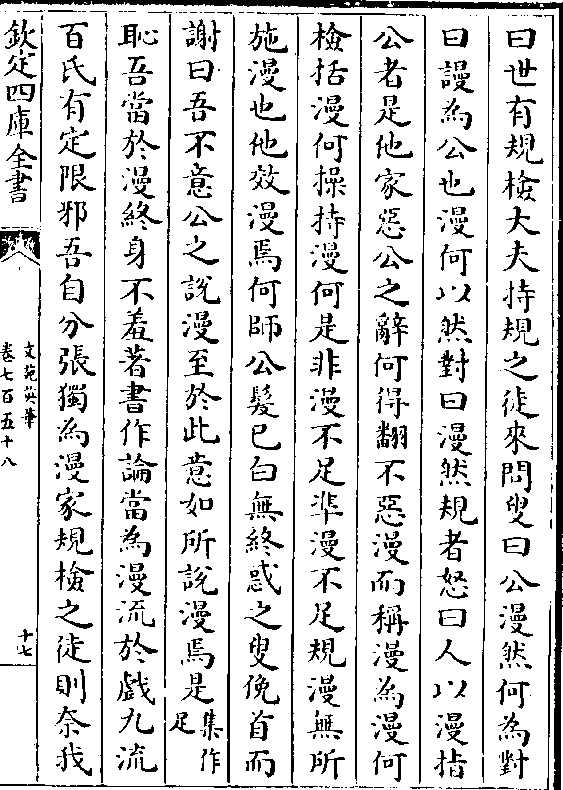 曰世有規檢大夫持規之徒來問叟曰公漫然何為對
曰謾為公也漫何以然對曰漫然規者怒曰人以漫指
公者是他家惡公之辭何得翻不惡漫而稱漫為漫何
檢括漫何操持漫何是非漫不足準漫不足規漫無所
施漫也他效漫焉何師公髮已白無終惑之叟俛首而
謝曰吾不意公之說漫至於此意如所說漫焉是集作足
恥吾當於漫終身不羞著書作論當為漫流於戲九流
百氏有定限邪吾自分張獨為漫家規檢之徒則奈我
欽定四庫全書
文苑英華
卷七百五十八
十七